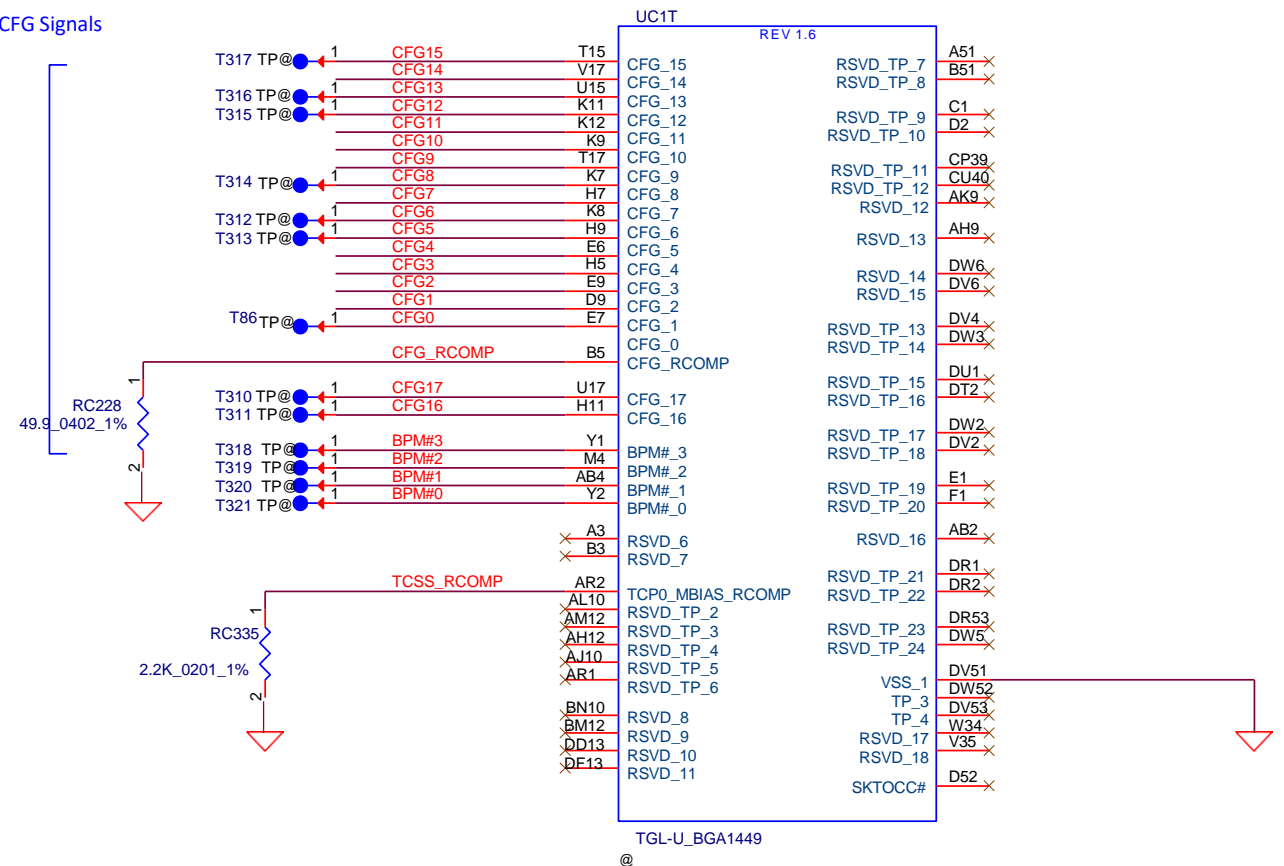 CFG Signals
UC1T
REV 1.6
T317 TP@ 1 CFG15 T15 CFG_15
CFG14 V17 CFG_14
T316 TP@ 1 CFG13 U15 CFG_13
T315 TP@ 1 CFG12 K11 CFG_12
CFG11 K12 CFG_11
CFG10 K9 CFG_10
CFG9 T17 CFG_9
T314 TP@ 1 CFG8 K7 CFG_8
CFG7 H7 CFG_7
T312 TP@ 1 CFG6 K8 CFG_6
T313 TP@ 1 CFG5 H9 CFG_5
CFG4 E6 CFG_4
CFG3 H5 CFG_3
CFG2 E9 CFG_2
CFG1 D9 CFG_1
T86 TP@ 1 CFG0 E7 CFG_0
CFG_RCOMP B5 CFG_RCOMP
1
RC228
49.9_0402_1%
2
T310 TP@ 1 CFG17 U17 CFG_17
T311 TP@ 1 CFG16 H11 CFG_16
T318 TP@ 1 BPM#3 Y1 BPM#_3
T319 TP@ 1 BPM#2 M4 BPM#_2
T320 TP@ 1 BPM#1 AB4 BPM#_1
T321 TP@ 1 BPM#0 Y2 BPM#_0
A3 RSVD_6
B3 RSVD_7
TCSS_RCOMP AR2 TCP0_MBIAS_RCOMP
1
RC335
2.2K_0201_1%
2
AL10 RSVD_TP_2
AM12 RSVD_TP_3
AH12 RSVD_TP_4
AJ10 RSVD_TP_5
AR1 RSVD_TP_6
BN10 RSVD_8
BM12 RSVD_9
DD13 RSVD_10
DF13 RSVD_11
RSVD_TP_7 A51
RSVD_TP_8 B51
RSVD_TP_9 C1
RSVD_TP_10 D2
RSVD_TP_11 CP39
RSVD_TP_12 CU40
RSVD_12 AK9
RSVD_13 AH9
RSVD_14 DW6
RSVD_15 DV6
RSVD_TP_13 DV4
RSVD_TP_14 DW3
RSVD_TP_15 DU1
RSVD_TP_16 DT2
RSVD_TP_17 DW2
RSVD_TP_18 DV2
RSVD_TP_19 E1
RSVD_TP_20 F1
RSVD_16 AB2
RSVD_TP_21 DR1
RSVD_TP_22 DR2
RSVD_TP_23 DR53
RSVD_TP_24 DW5
VSS_1 DV51
TP_3 DW52
TP_4 DV53
RSVD_17 W34
RSVD_18 V35
SKTOCC# D52
TGL-U_BGA1449
@